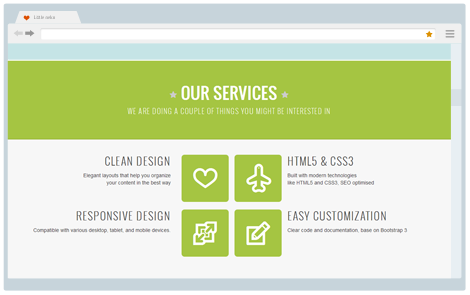 OUR SERVICES
WE ARE DOING A COUPLE OF THINGS YOU MIGHT BE INTERESTED IN
CLEAN DESIGN
Elegant layouts that help you organize
your content in the best way
HTML5 & CSS3
Built with modern technologies
like HTML5 and CSS3, SEO optimised
RESPONSIVE DESIGN
Compatible with various desktop, tablet, and mobile devices.
EASY CUSTOMIZATION
Clear code and documentation, base on Bootstrap 3